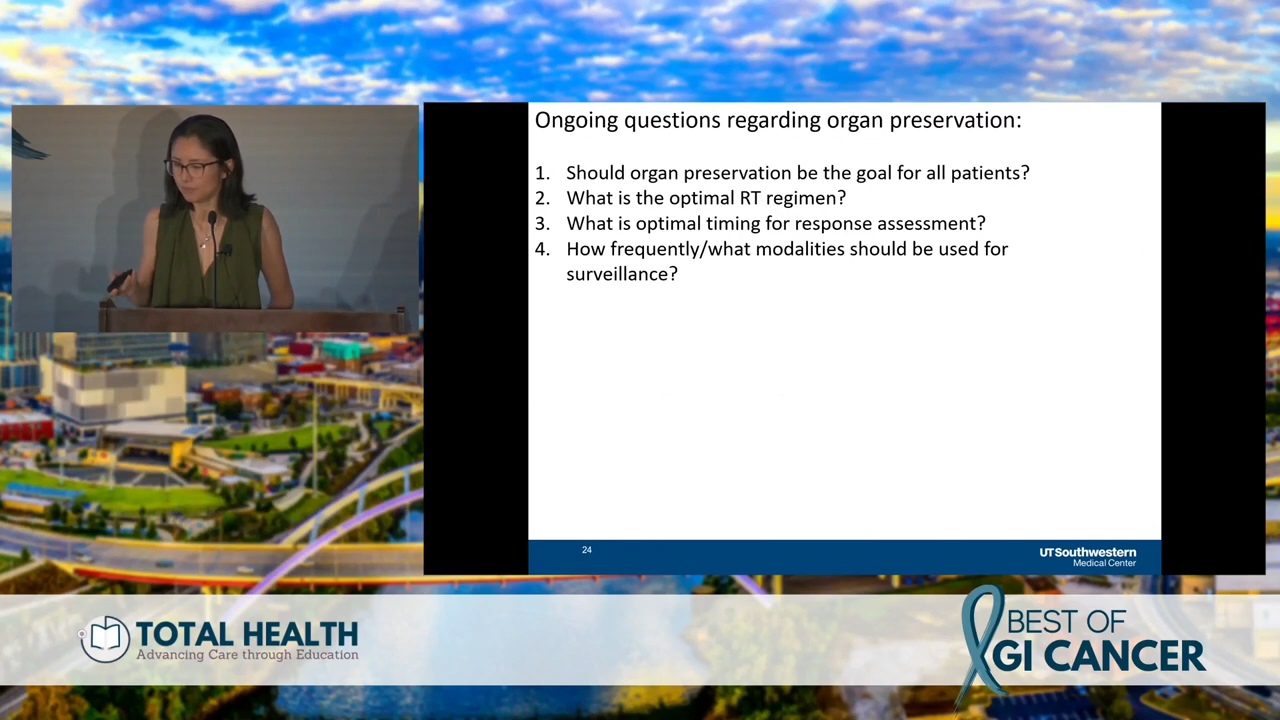 Ongoing questions regarding organ preservation:
1. Should organ preservation be the goal for all patients?
2. What is the optimal RT regimen?
3. What is optimal timing for response assessment?
4. How frequently/what modalities should be used for
surveillance?
24
UTSouthwestern
Medical Center
TOTAL HEALTH
Advancing Care through Education
BEST OF
GI CANCER